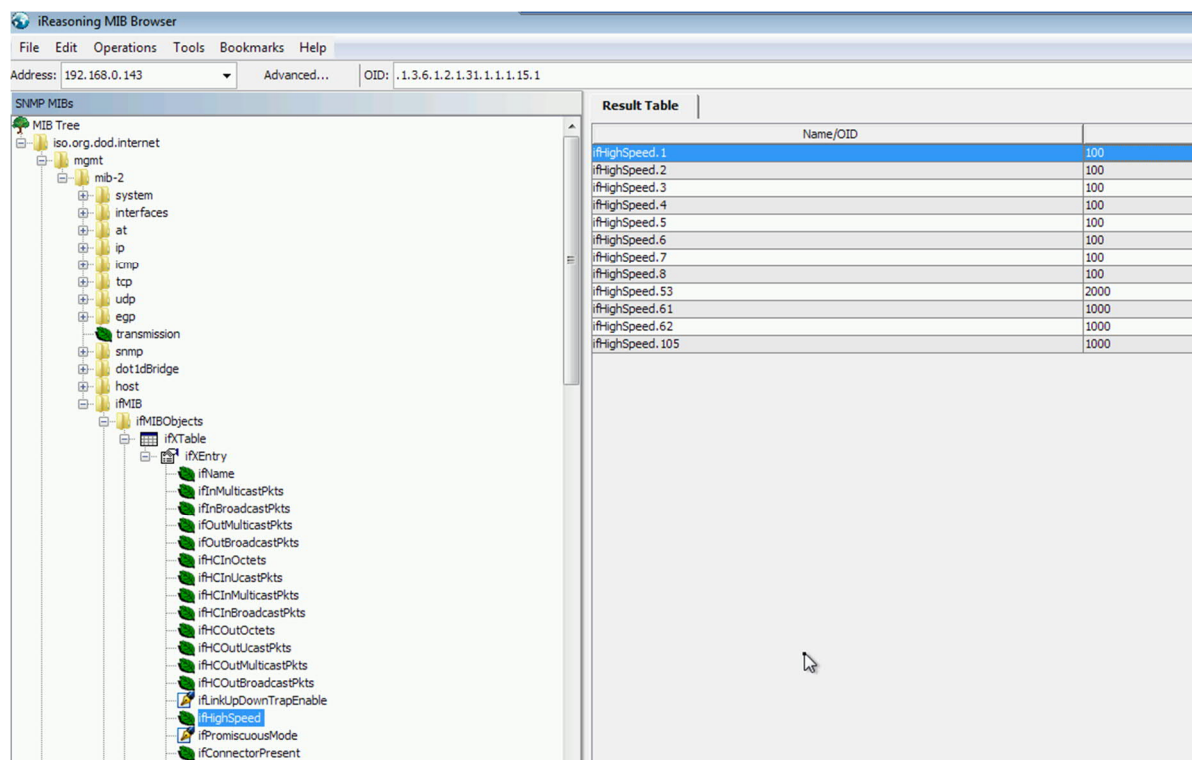 iReasoning MIB Browser
File Edit Operations Tools Bookmarks Help
Address: 192.168.0.143 Advanced... OID: .1.3.6.1.2.1.31.1.1.1.15.1
SNMP MIBs
MIB Tree
iso.org.dod.internet
mgmt
mib-2
system
interfaces
at
ip
icmp
tcp
udp
egp
transmission
snmp
dot1dBridge
host
ifMIB
ifMIBObjects
ifXTable
ifXEntry
ifName
ifInMulticastPkts
ifInBroadcastPkts
ifOutMulticastPkts
ifOutBroadcastPkts
ifHCInOctets
ifHCInUcastPkts
ifHCInMulticastPkts
ifHCInBroadcastPkts
ifHCOutOctets
ifHCOutUcastPkts
ifHCOutMulticastPkts
ifHCOutBroadcastPkts
ifLinkUpDownTrapEnable
ifHighSpeed
ifPromiscuousMode
ifConnectorPresent
Result Table
Name/OID
ifHighSpeed.1 100
ifHighSpeed.2 100
ifHighSpeed.3 100
ifHighSpeed.4 100
ifHighSpeed.5 100
ifHighSpeed.6 100
ifHighSpeed.7 100
ifHighSpeed.8 100
ifHighSpeed.53 2000
ifHighSpeed.61 1000
ifHighSpeed.62 1000
ifHighSpeed.105 1000